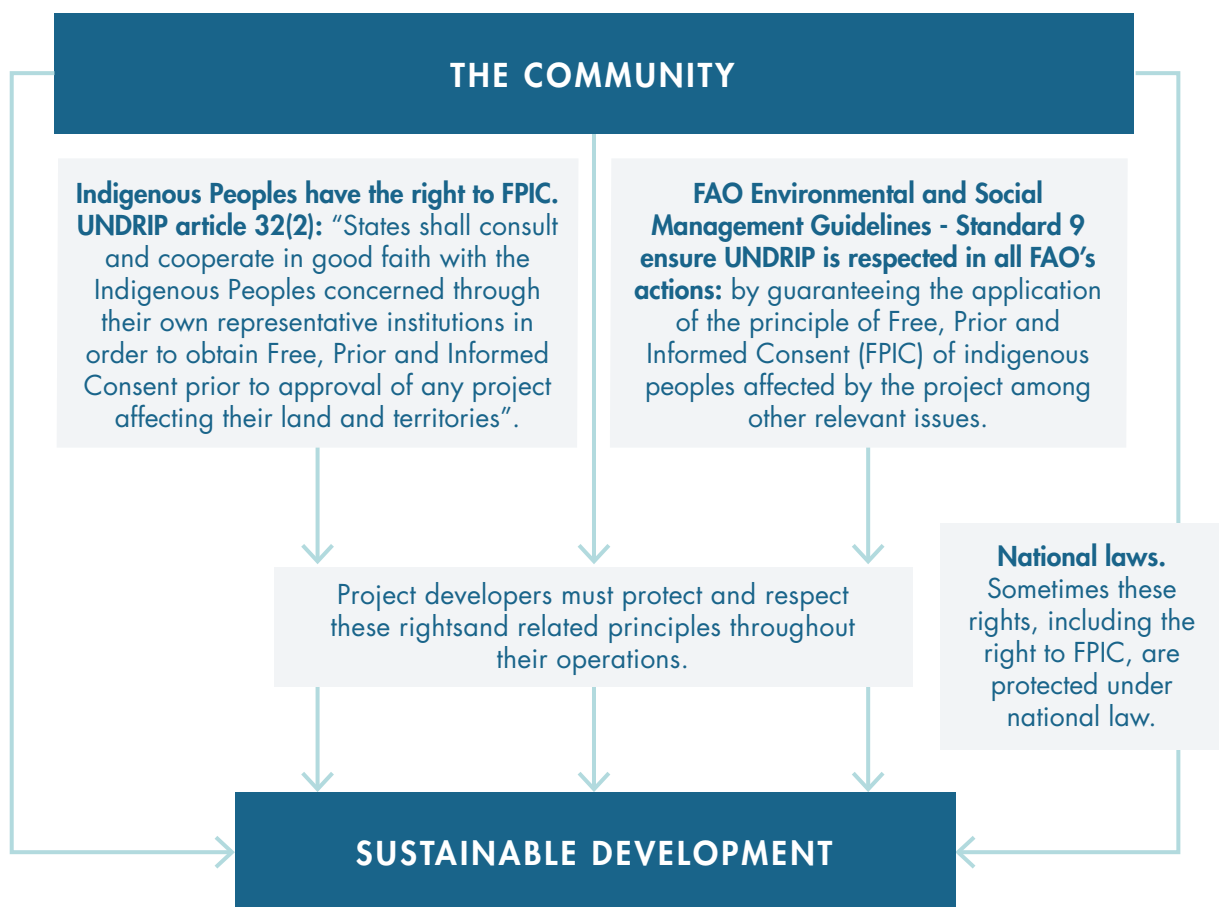 THE COMMUNITY
Indigenous Peoples have the right to FPIC.
UNDRIP article 32(2): “States shall consult
and cooperate in good faith with the
Indigenous Peoples concerned through
their own representative institutions in
order to obtain Free, Prior and Informed
Consent prior to approval of any project
affecting their land and territories”.
FAO Environmental and Social
Management Guidelines - Standard 9
ensure UNDRIP is respected in all FAO’s
actions: by guaranteeing the application
of the principle of Free, Prior and
Informed Consent (FPIC) of indigenous
peoples affected by the project among
other relevant issues.
Project developers must protect and respect
these rightsand related principles throughout
their operations.
National laws.
Sometimes these
rights, including the
right to FPIC, are
protected under
national law.
SUSTAINABLE DEVELOPMENT